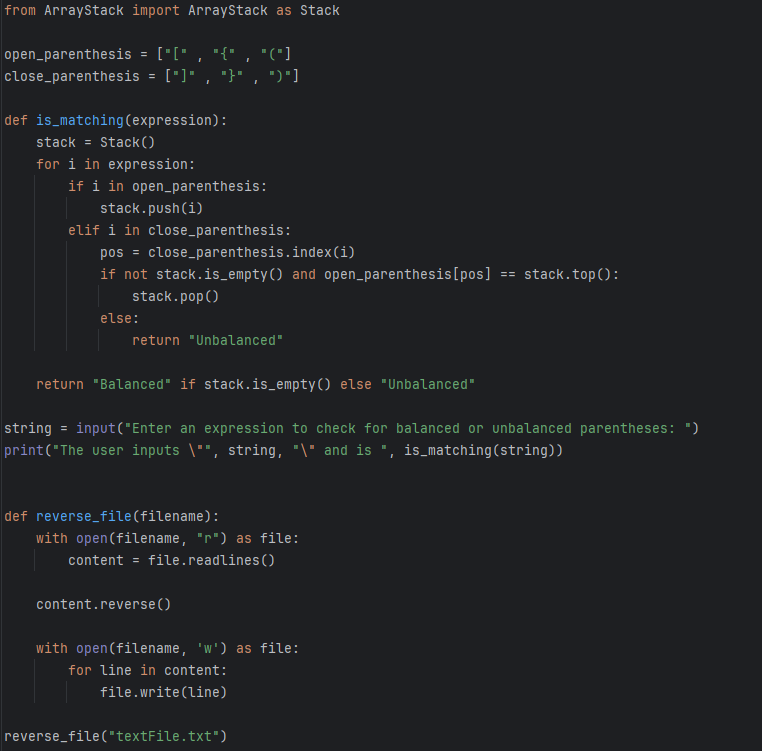 from ArrayStack import ArrayStack as Stack

open_parenthesis = ["[" , "{" , "("]
close_parenthesis = ["]" , "}" , ")"]

def is_matching(expression):
    stack = Stack()
    for i in expression:
        if i in open_parenthesis:
            stack.push(i)
        elif i in close_parenthesis:
            pos = close_parenthesis.index(i)
            if not stack.is_empty() and open_parenthesis[pos] == stack.top():
                stack.pop()
            else:
                return "Unbalanced"

    return "Balanced" if stack.is_empty() else "Unbalanced"

string = input("Enter an expression to check for balanced or unbalanced parentheses: ")
print("The user inputs \"", string, "\" and is ", is_matching(string))


def reverse_file(filename):
    with open(filename, "r") as file:
        content = file.readlines()

    content.reverse()

    with open(filename, 'w') as file:
        for line in content:
            file.write(line)

reverse_file("textFile.txt")